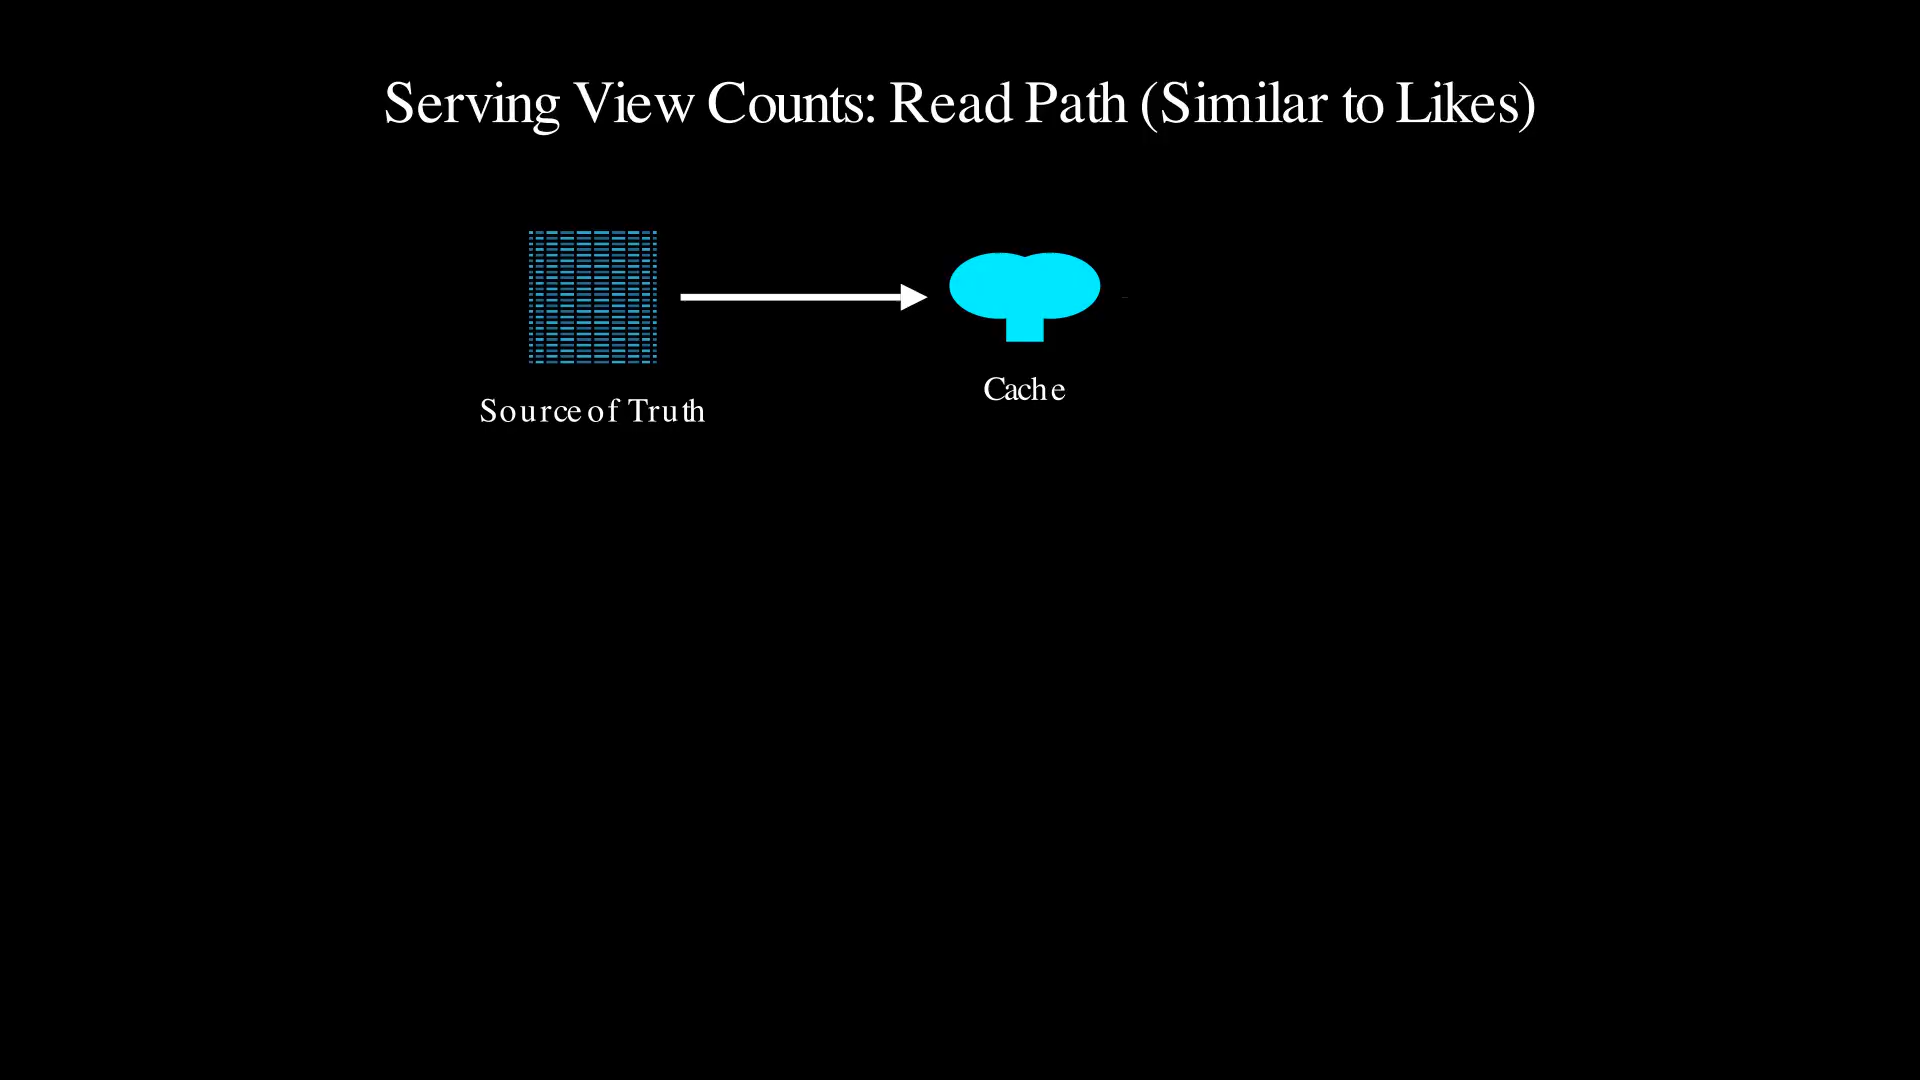 Serving View Counts: Read Path (Similar to Likes)
Source of Truth
Cache